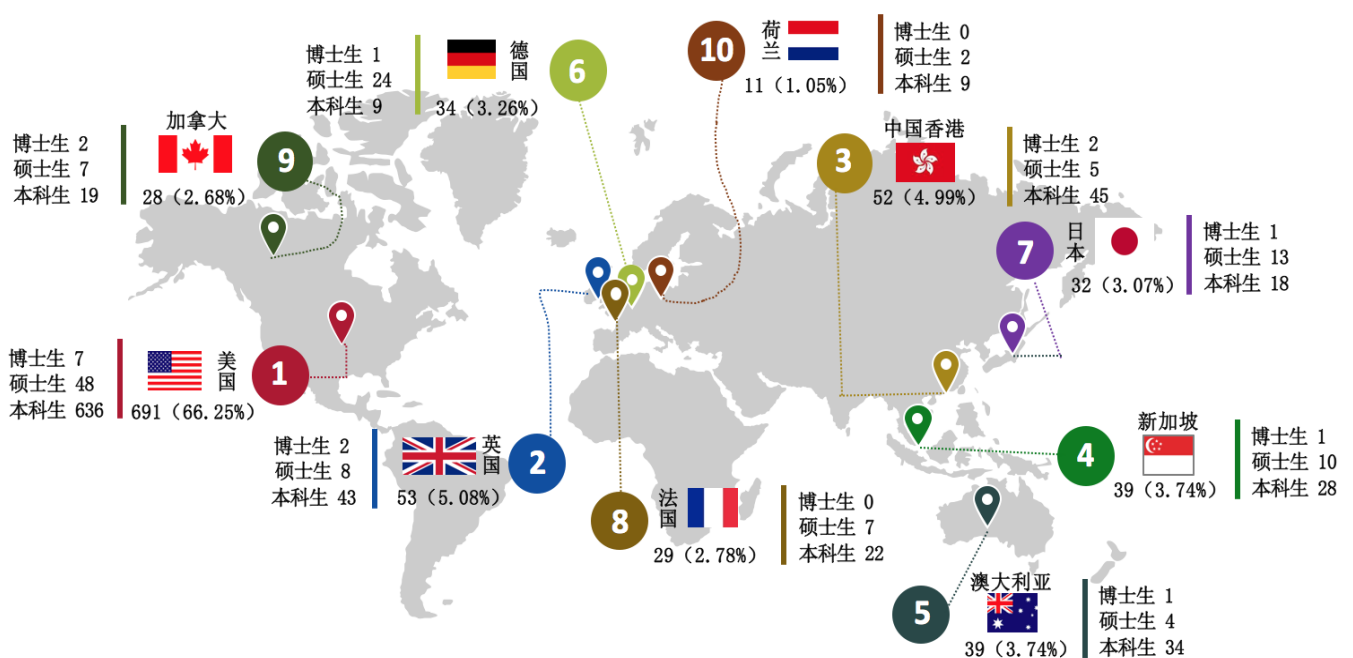 1
美国
691 (66.25%)
博士生 7
硕士生 48
本科生 636
2
英国
53 (5.08%)
博士生 2
硕士生 8
本科生 43
3
中国香港
52 (4.99%)
博士生 2
硕士生 5
本科生 45
4
新加坡
39 (3.74%)
博士生 1
硕士生 10
本科生 28
5
澳大利亚
39 (3.74%)
博士生 1
硕士生 4
本科生 34
6
德国
34 (3.26%)
博士生 1
硕士生 24
本科生 9
7
日本
32 (3.07%)
博士生 1
硕士生 13
本科生 18
8
法国
29 (2.78%)
博士生 0
硕士生 7
本科生 22
9
加拿大
28 (2.68%)
博士生 2
硕士生 7
本科生 19
10
荷兰
11 (1.05%)
博士生 0
硕士生 2
本科生 9